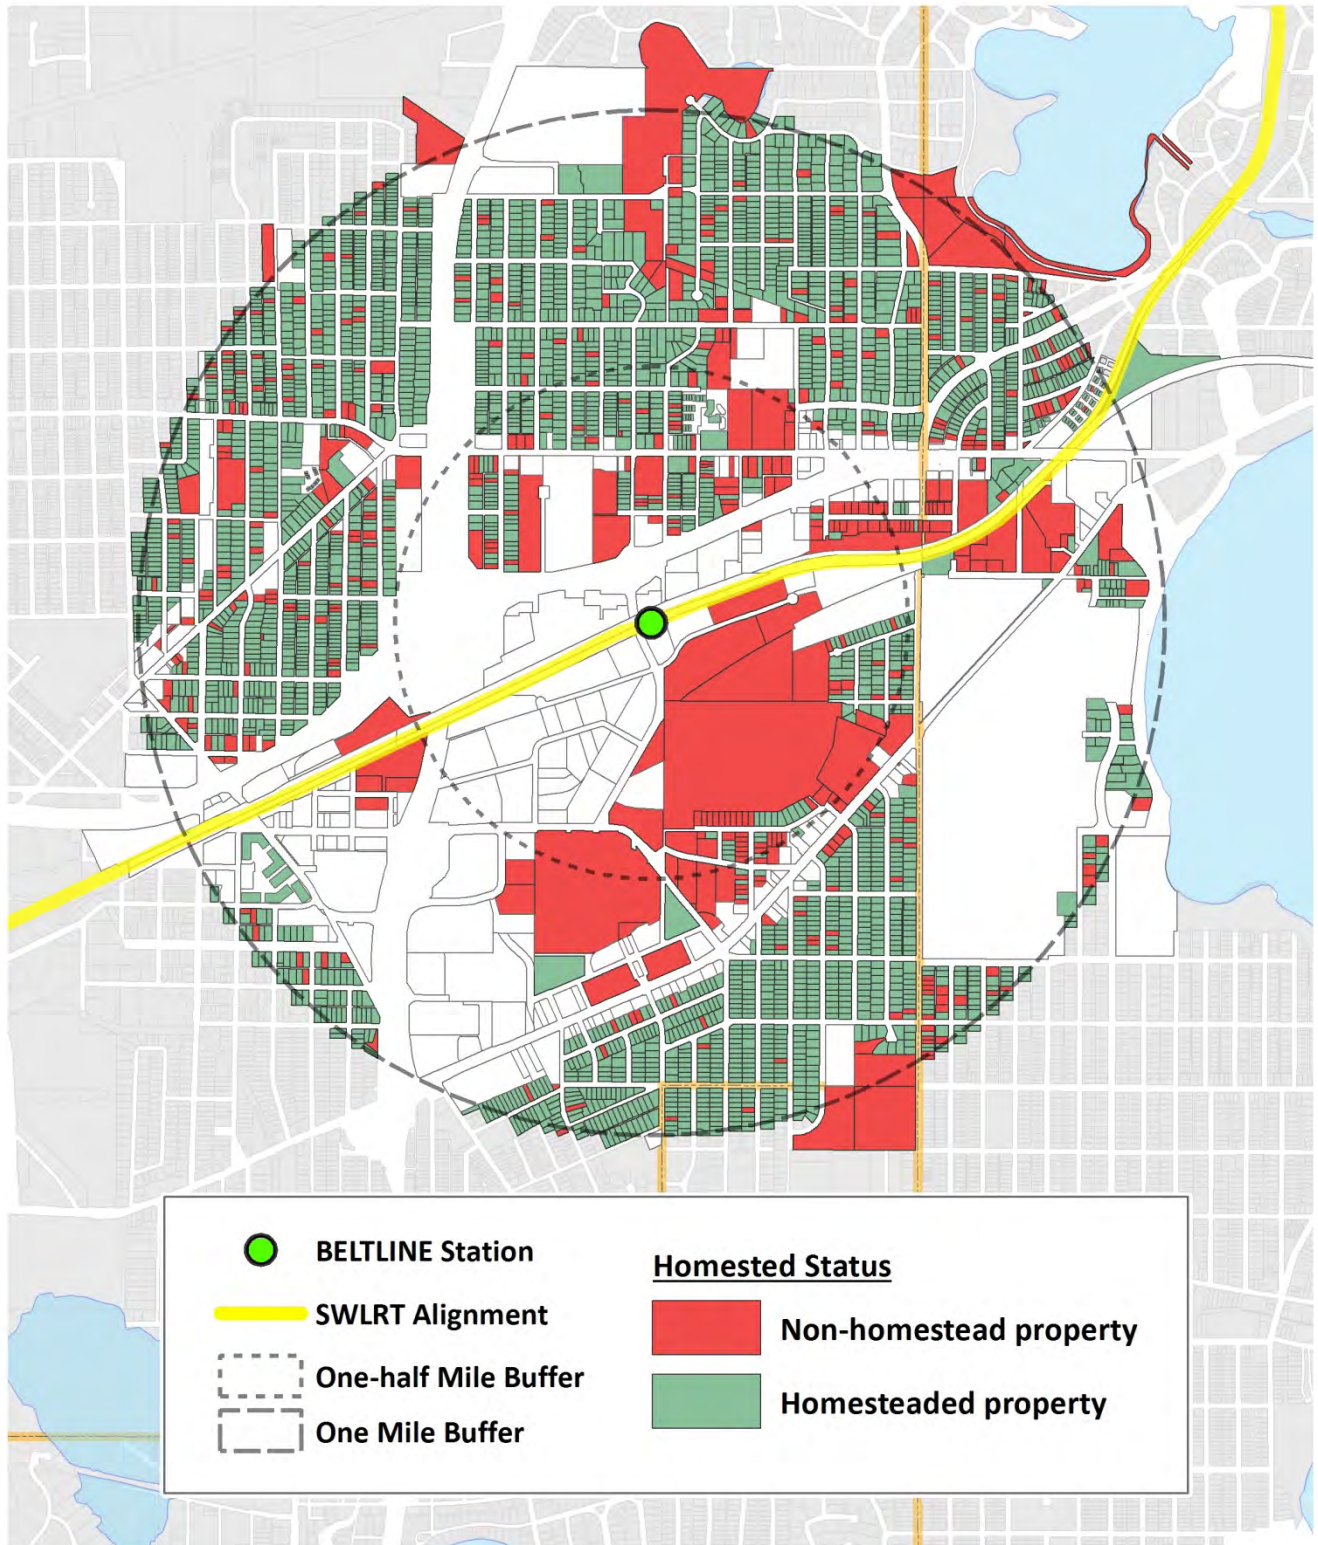 BELTLINE Station
SWLRT Alignment
One-half Mile Buffer
One Mile Buffer
Homested Status
Non-homestead property
Homesteaded property